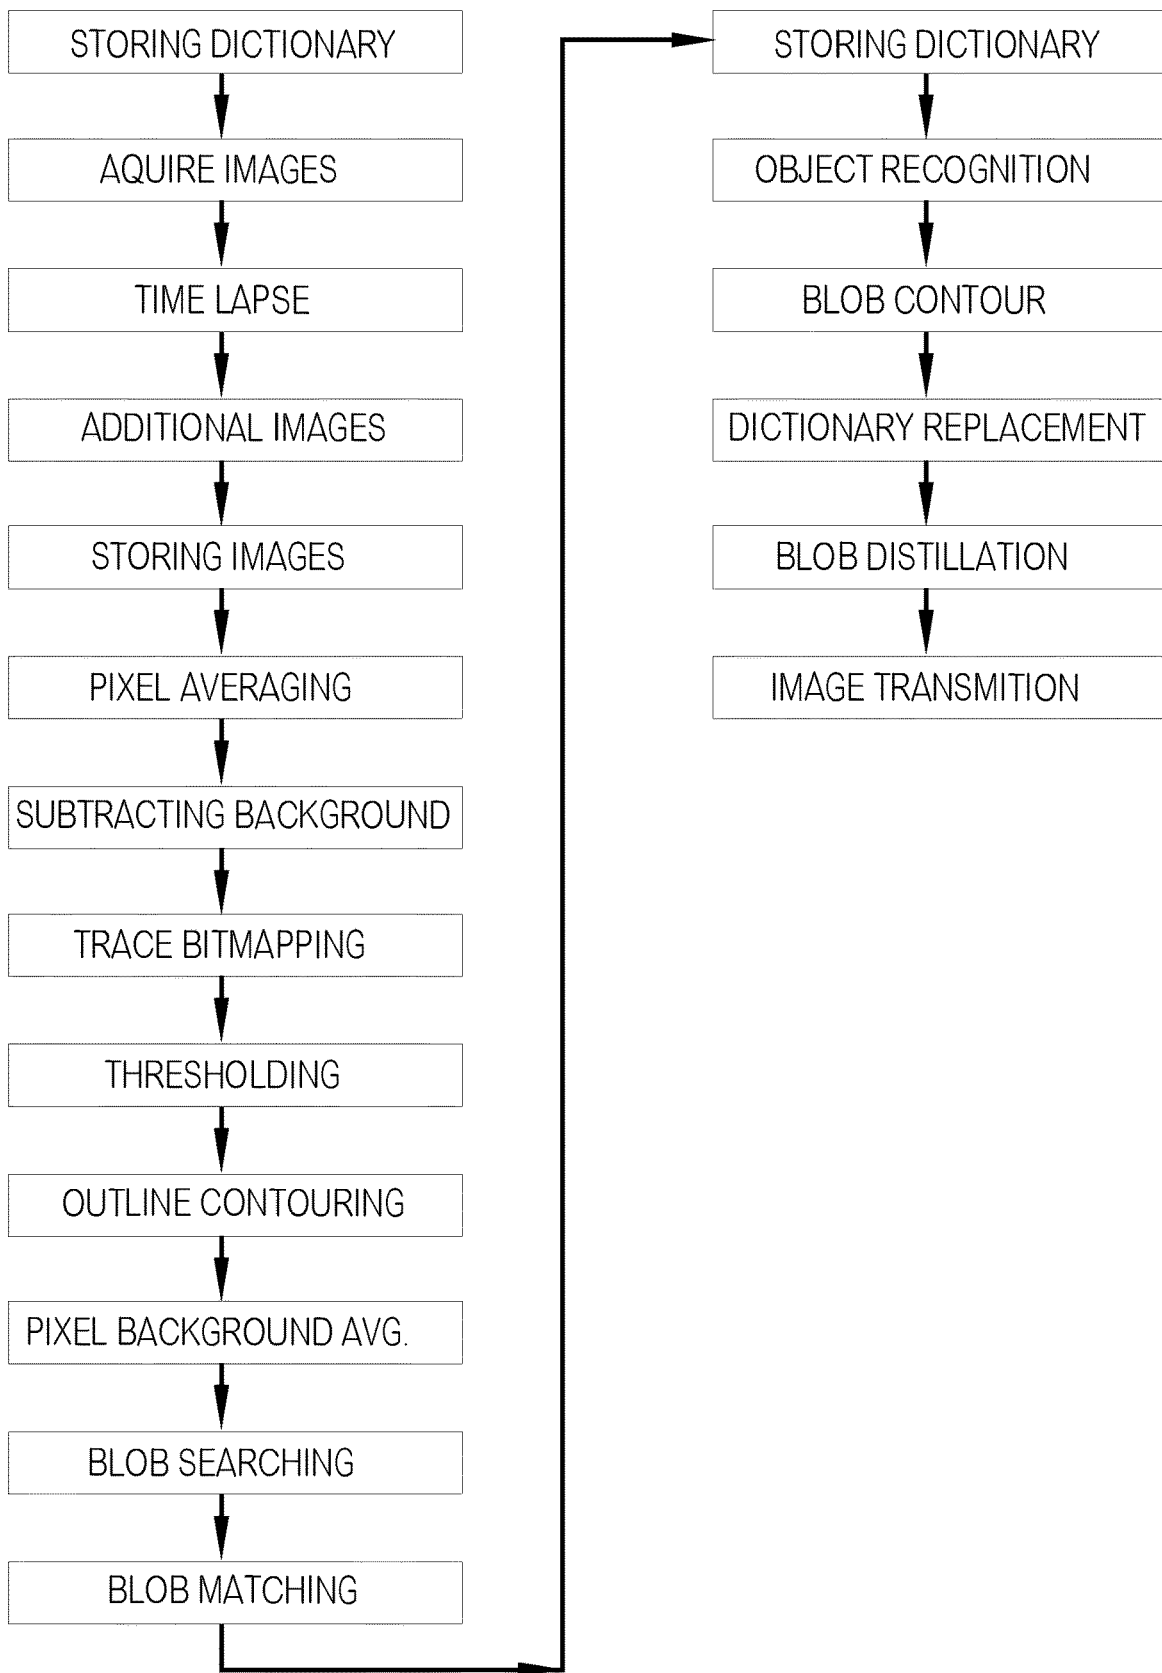 STORING DICTIONARY
AQUIRE IMAGES
TIME LAPSE
ADDITIONAL IMAGES
STORING IMAGES
PIXEL AVERAGING
SUBTRACTING BACKGROUND
TRACE BITMAPPING
THRESHOLDING
OUTLINE CONTOURING
PIXEL BACKGROUND AVG.
BLOB SEARCHING
BLOB MATCHING
STORING DICTIONARY
OBJECT RECOGNITION
BLOB CONTOUR
DICTIONARY REPLACEMENT
BLOB DISTILLATION
IMAGE TRANSMITION